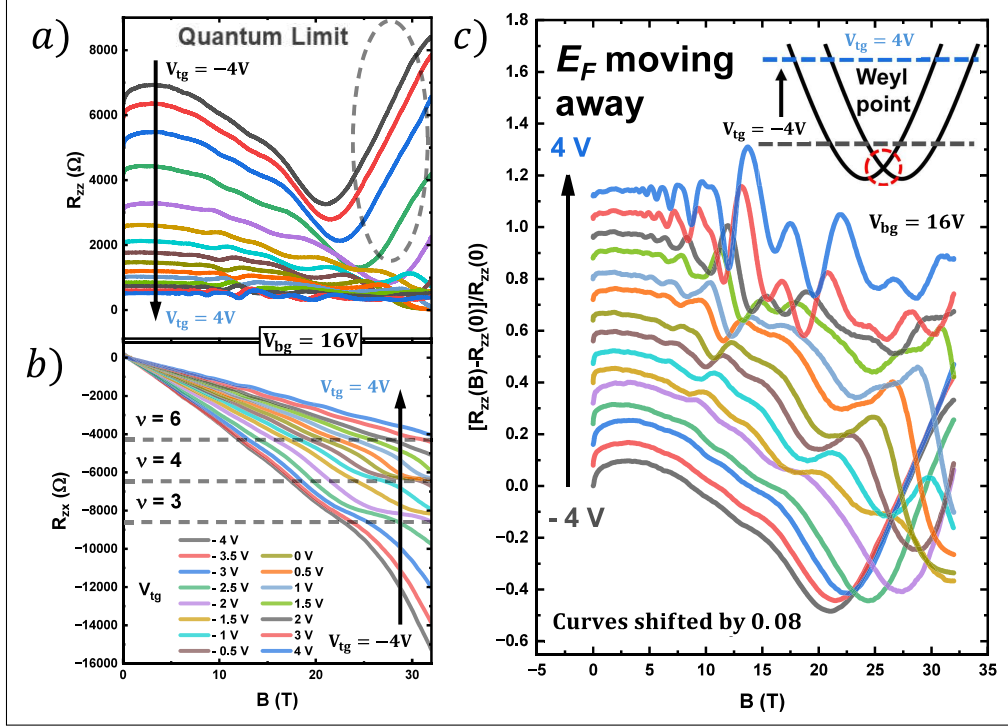 a)
Quantum Limit
V_tg = −4V
V_tg = 4V
R_zz (Ω)
8000
6000
4000
2000
0
V_bg = 16V
b)
V_tg = 4V
ν = 6
ν = 4
ν = 3
V_tg
- 4 V
- 3.5 V
- 3 V
- 2.5 V
- 2 V
- 1.5 V
- 1 V
- 0.5 V
0 V
0.5 V
1 V
1.5 V
2 V
3 V
4 V
V_tg = −4V
R_zx (Ω)
0
−2000
−4000
−6000
−8000
−10000
−12000
−14000
−16000
0 10 20 30
B (T)
c)
E_F moving
away
V_tg = 4V
Weyl
point
V_tg = −4V
4 V
V_bg = 16V
- 4 V
Curves shifted by 0.08
[R_zz(B)-R_zz(0)]/R_zz(0)
1.8
1.6
1.4
1.2
1.0
0.8
0.6
0.4
0.2
0.0
−0.2
−0.4
−0.6
−5 0 5 10 15 20 25 30 35
B (T)